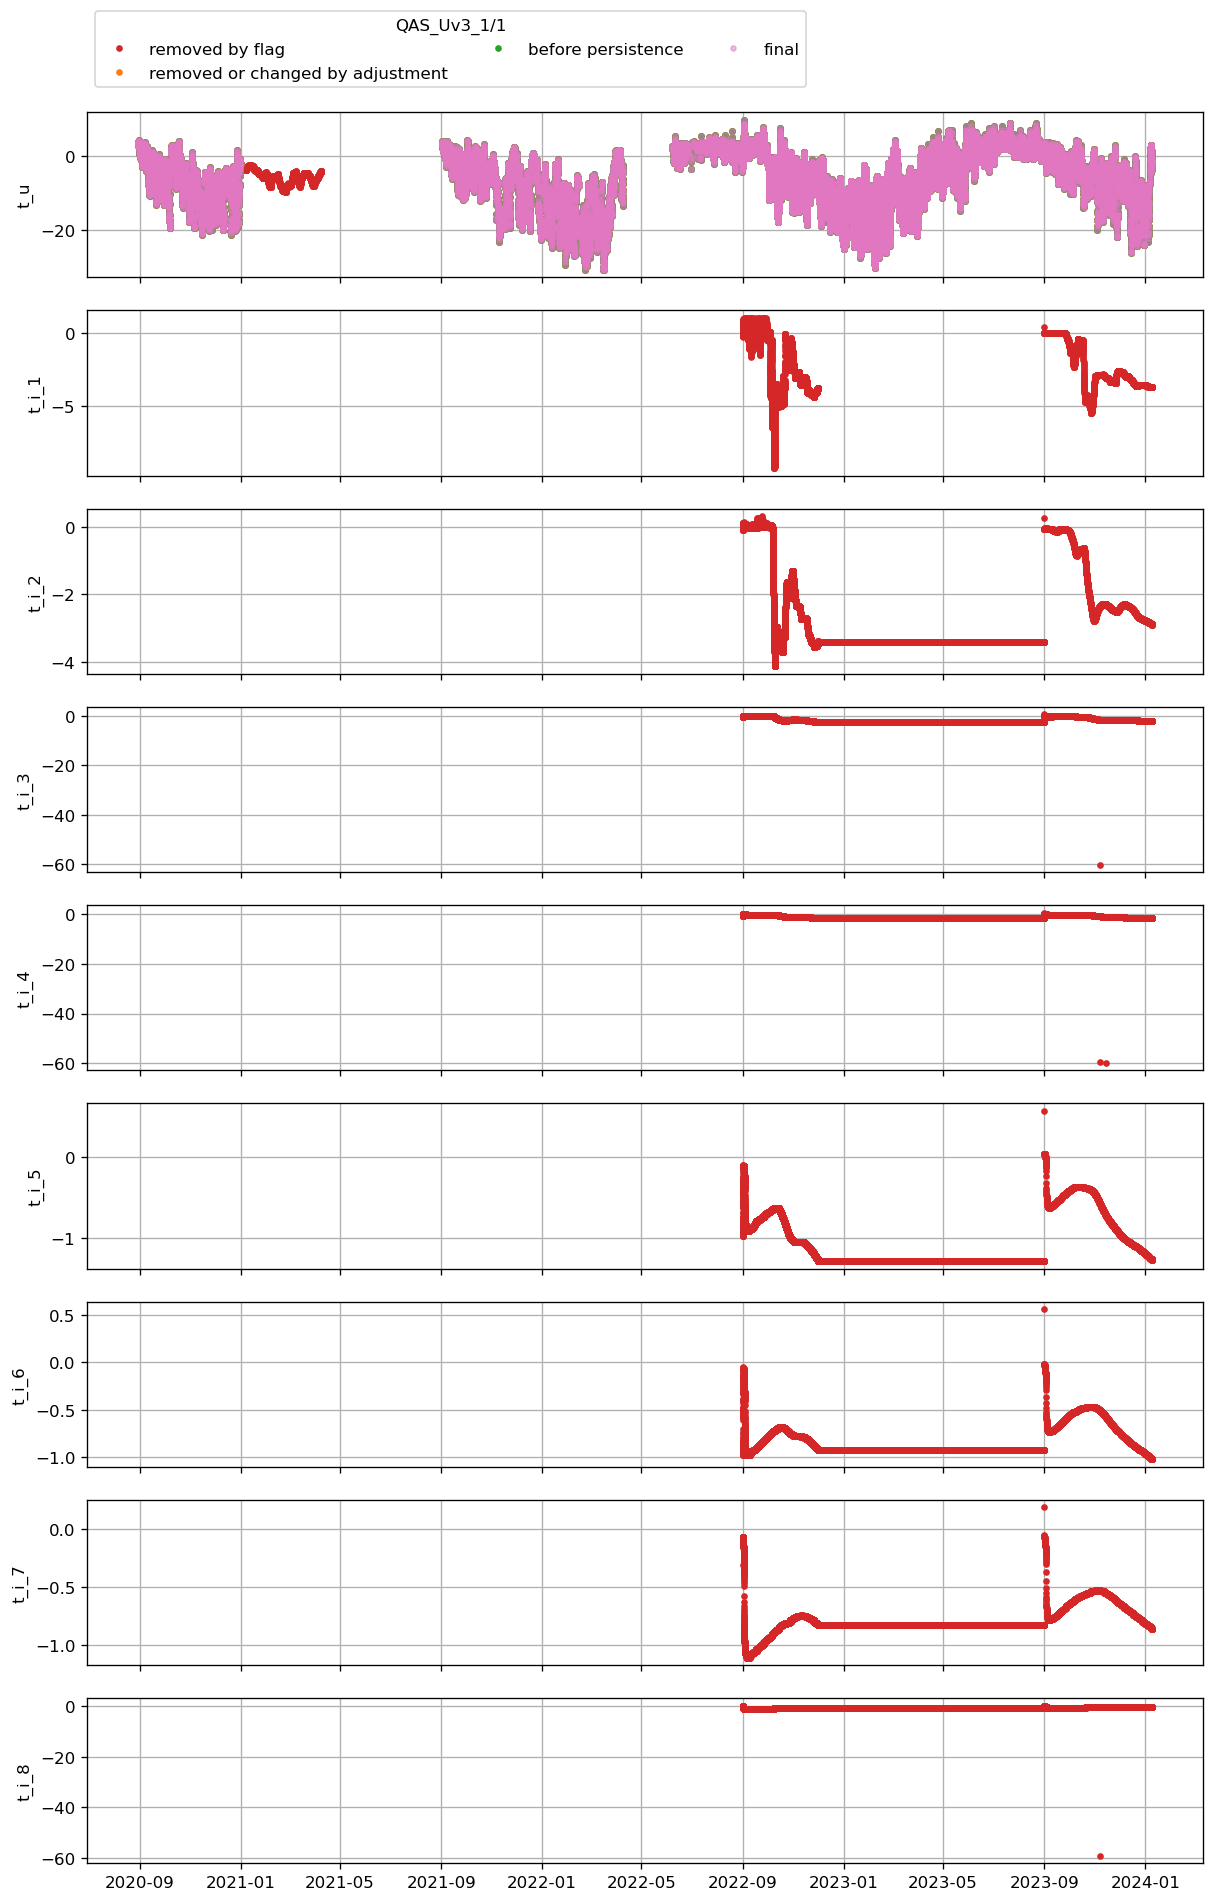 QAS_Uv3_1/1
removed by flag
before persistence
final
removed or changed by adjustment
0
−20
t_u
0
−5
t_i_1
0
−2
−4
t_i_2
0
−20
−40
−60
t_i_3
0
−20
−40
−60
t_i_4
0
−1
t_i_5
0.5
0.0
−0.5
−1.0
t_i_6
0.0
−0.5
−1.0
t_i_7
0
−20
−40
−60
t_i_8
2020-09 2021-01 2021-05 2021-09 2022-01 2022-05 2022-09 2023-01 2023-05 2023-09 2024-01